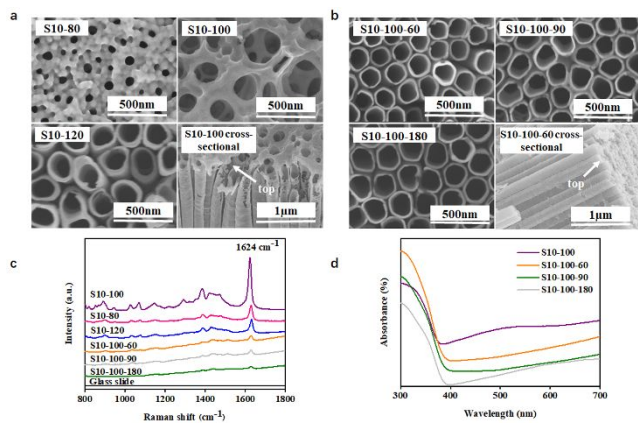 a
S10-80
S10-100
500nm
500nm
S10-120
S10-100 cross-
sectional
top
500nm
1μm
b
S10-100-60
S10-100-90
500nm
500nm
S10-100-180
S10-100-60 cross-
sectional
top
500nm
1μm
c
1624 cm⁻¹
S10-100
S10-80
S10-120
S10-100-60
S10-100-90
S10-100-180
Glass slide
Intensity (a.u.)
800 1000 1200 1400 1600 1800
Raman shift (cm⁻¹)
d
S10-100
S10-100-60
S10-100-90
S10-100-180
Absorbance (%)
300 400 500 600 700
Wavelength (nm)